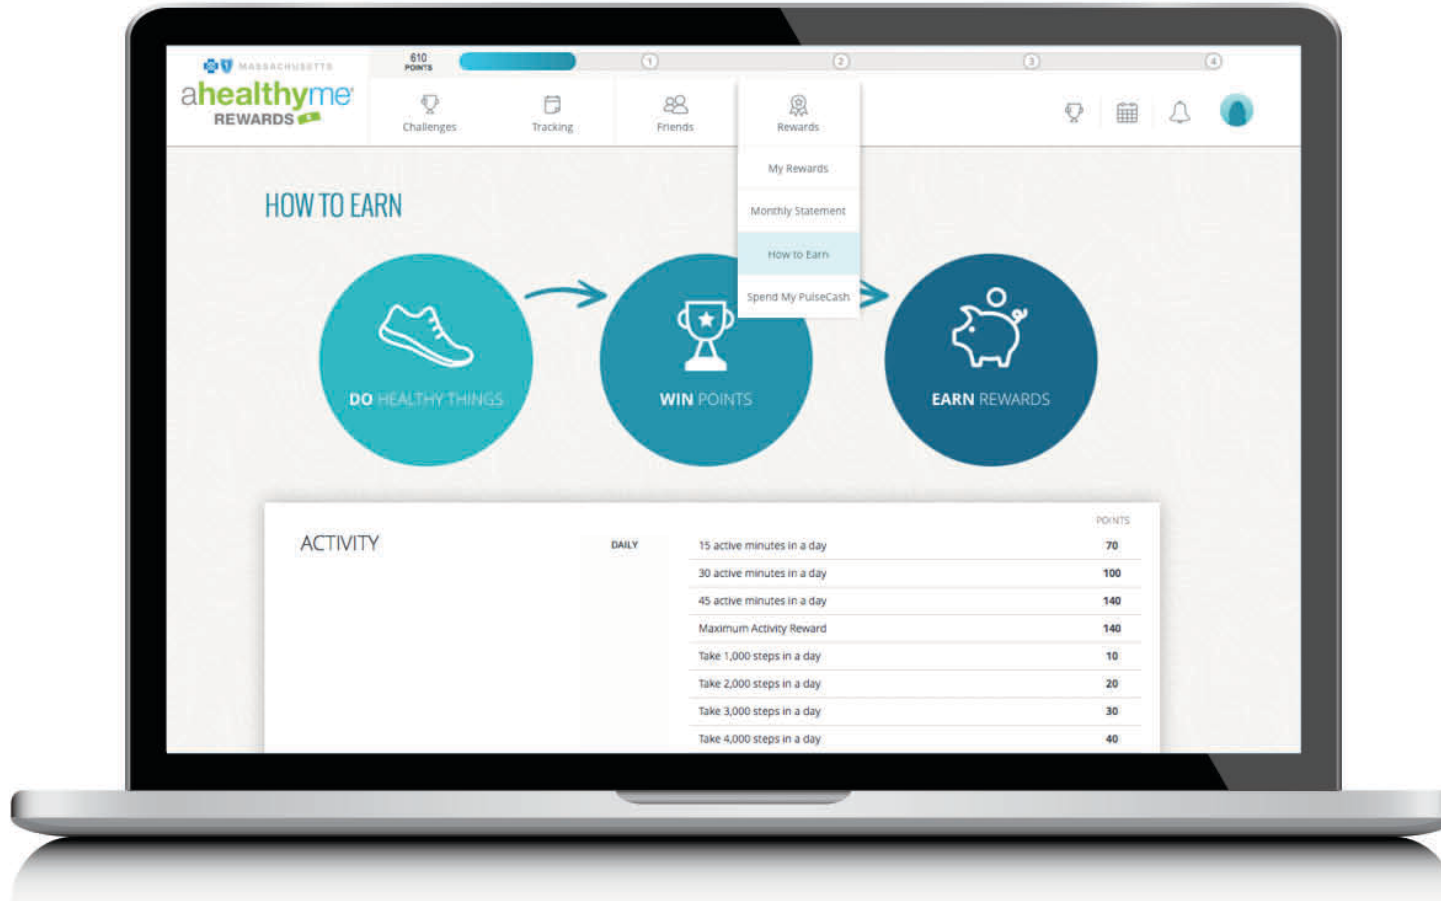 MASSACHUSETTS
ahealthyme®
REWARDS
610
POINTS
1
2
3
4
Challenges
Tracking
Friends
Rewards
My Rewards
Monthly Statement
How to Earn
Spend My PulseCash
HOW TO EARN
DO HEALTHY THINGS
WIN POINTS
EARN REWARDS
POINTS
ACTIVITY
DAILY
15 active minutes in a day 70
30 active minutes in a day 100
45 active minutes in a day 140
Maximum Activity Reward 140
Take 1,000 steps in a day 10
Take 2,000 steps in a day 20
Take 3,000 steps in a day 30
Take 4,000 steps in a day 40